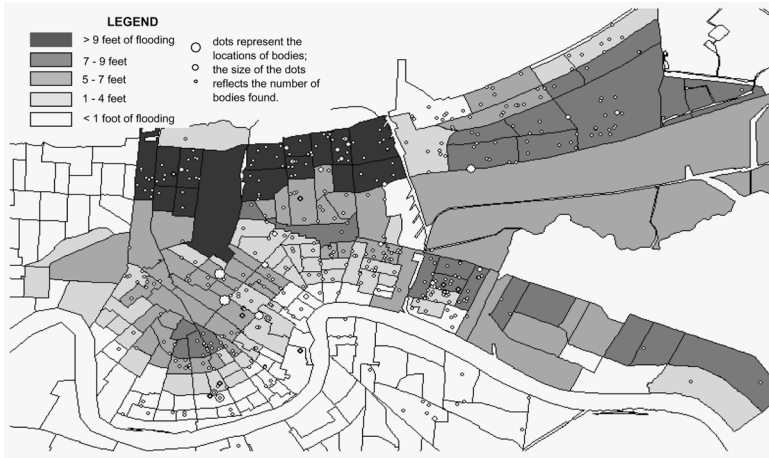 LEGEND
> 9 feet of flooding
7 - 9 feet
5 - 7 feet
1 - 4 feet
< 1 foot of flooding
dots represent the
locations of bodies;
the size of the dots
reflects the number of
bodies found.